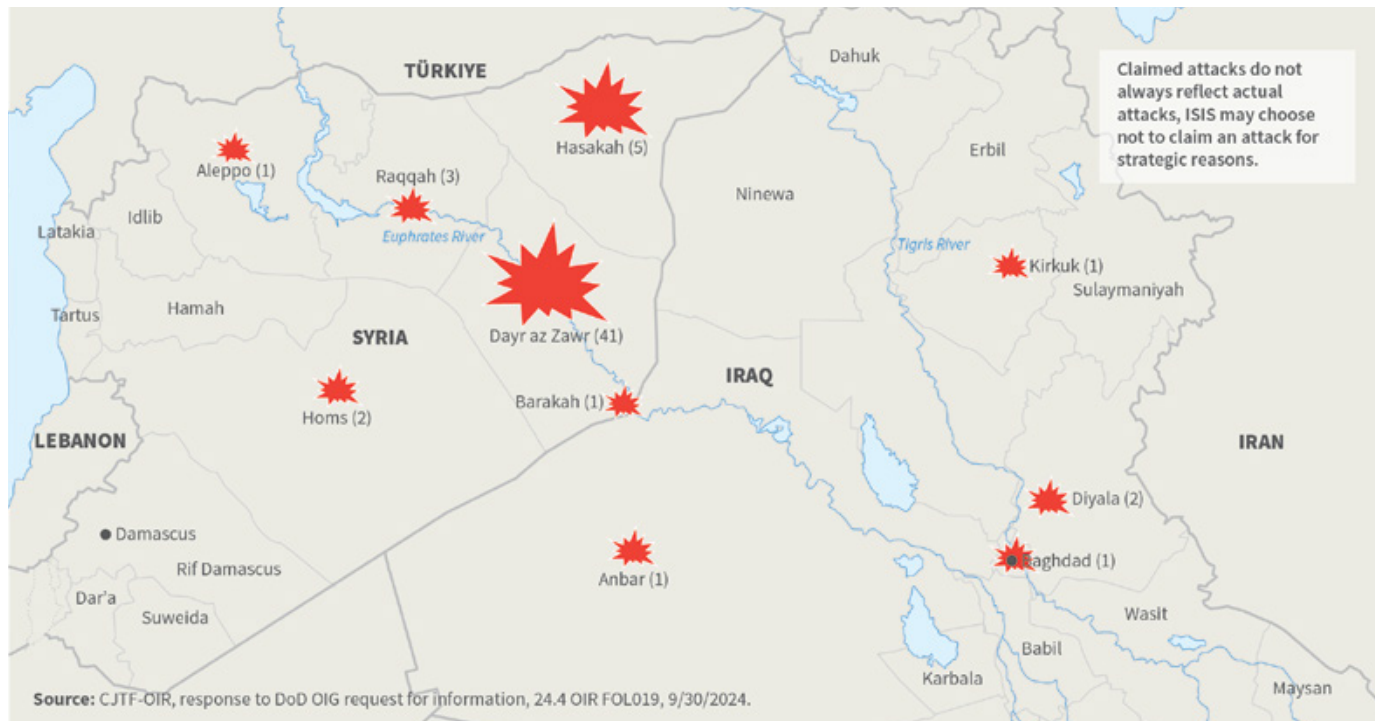 TÜRKIYE
Dahuk
Claimed attacks do not
always reflect actual
attacks, ISIS may choose
not to claim an attack for
strategic reasons.
Hasakah (5)
Erbil
Aleppo (1)
Raqqah (3)
Ninewa
Idlib
Latakia
Euphrates River
Tigris River
Kirkuk (1)
Sulaymaniyah
Hamah
Tartus
SYRIA
Dayr az Zawr (41)
IRAQ
Barakah (1)
Homs (2)
LEBANON
IRAN
Diyala (2)
Damascus
Baghdad (1)
Rif Damascus
Anbar (1)
Dar'a
Suweida
Wasit
Babil
Karbala
Maysan
Source: CJTF-OIR, response to DoD OIG request for information, 24.4 OIR FOL019, 9/30/2024.